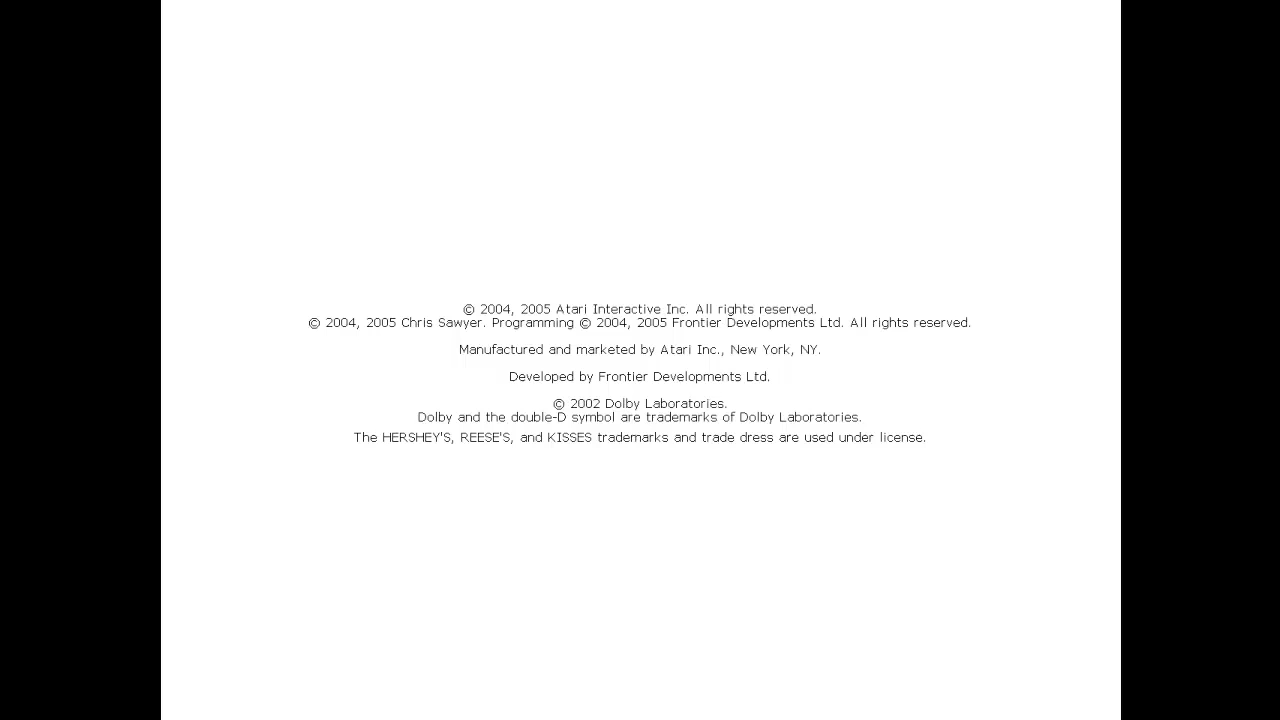 © 2004, 2005 Atari Interactive Inc. All rights reserved.
© 2004, 2005 Chris Sawyer. Programming © 2004, 2005 Frontier Developments Ltd. All rights reserved.
Manufactured and marketed by Atari Inc., New York, NY.
Developed by Frontier Developments Ltd.
© 2002 Dolby Laboratories.
Dolby and the double-D symbol are trademarks of Dolby Laboratories.
The HERSHEY'S, REESE'S, and KISSES trademarks and trade dress are used under license.